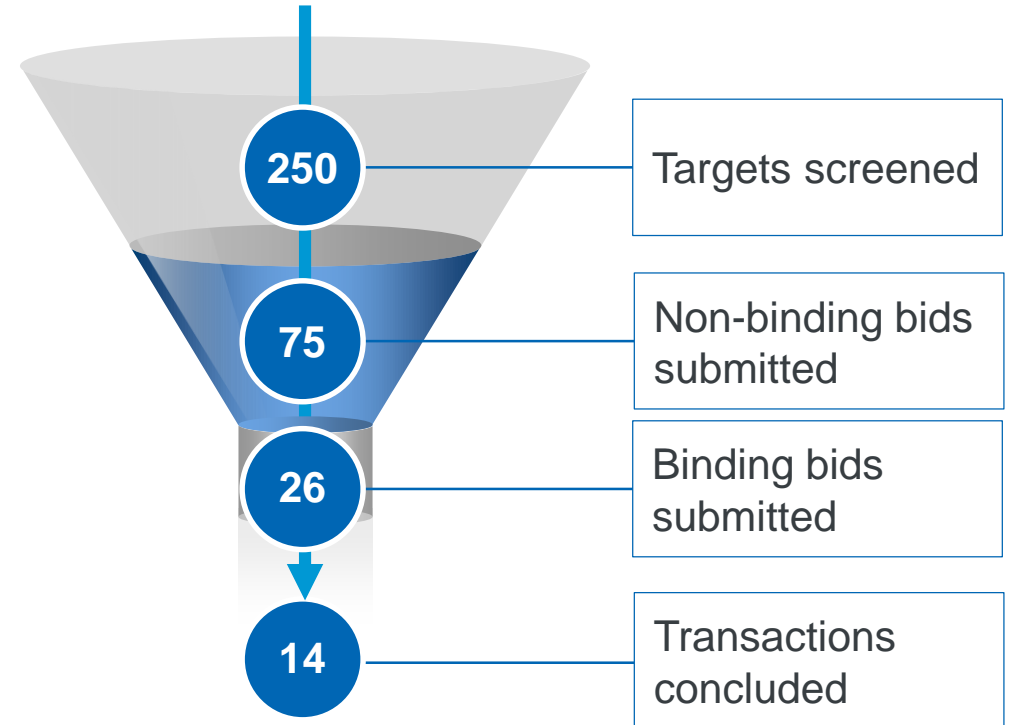 250
Targets screened
75
Non-binding bids
submitted
26
Binding bids
submitted
14
Transactions
concluded